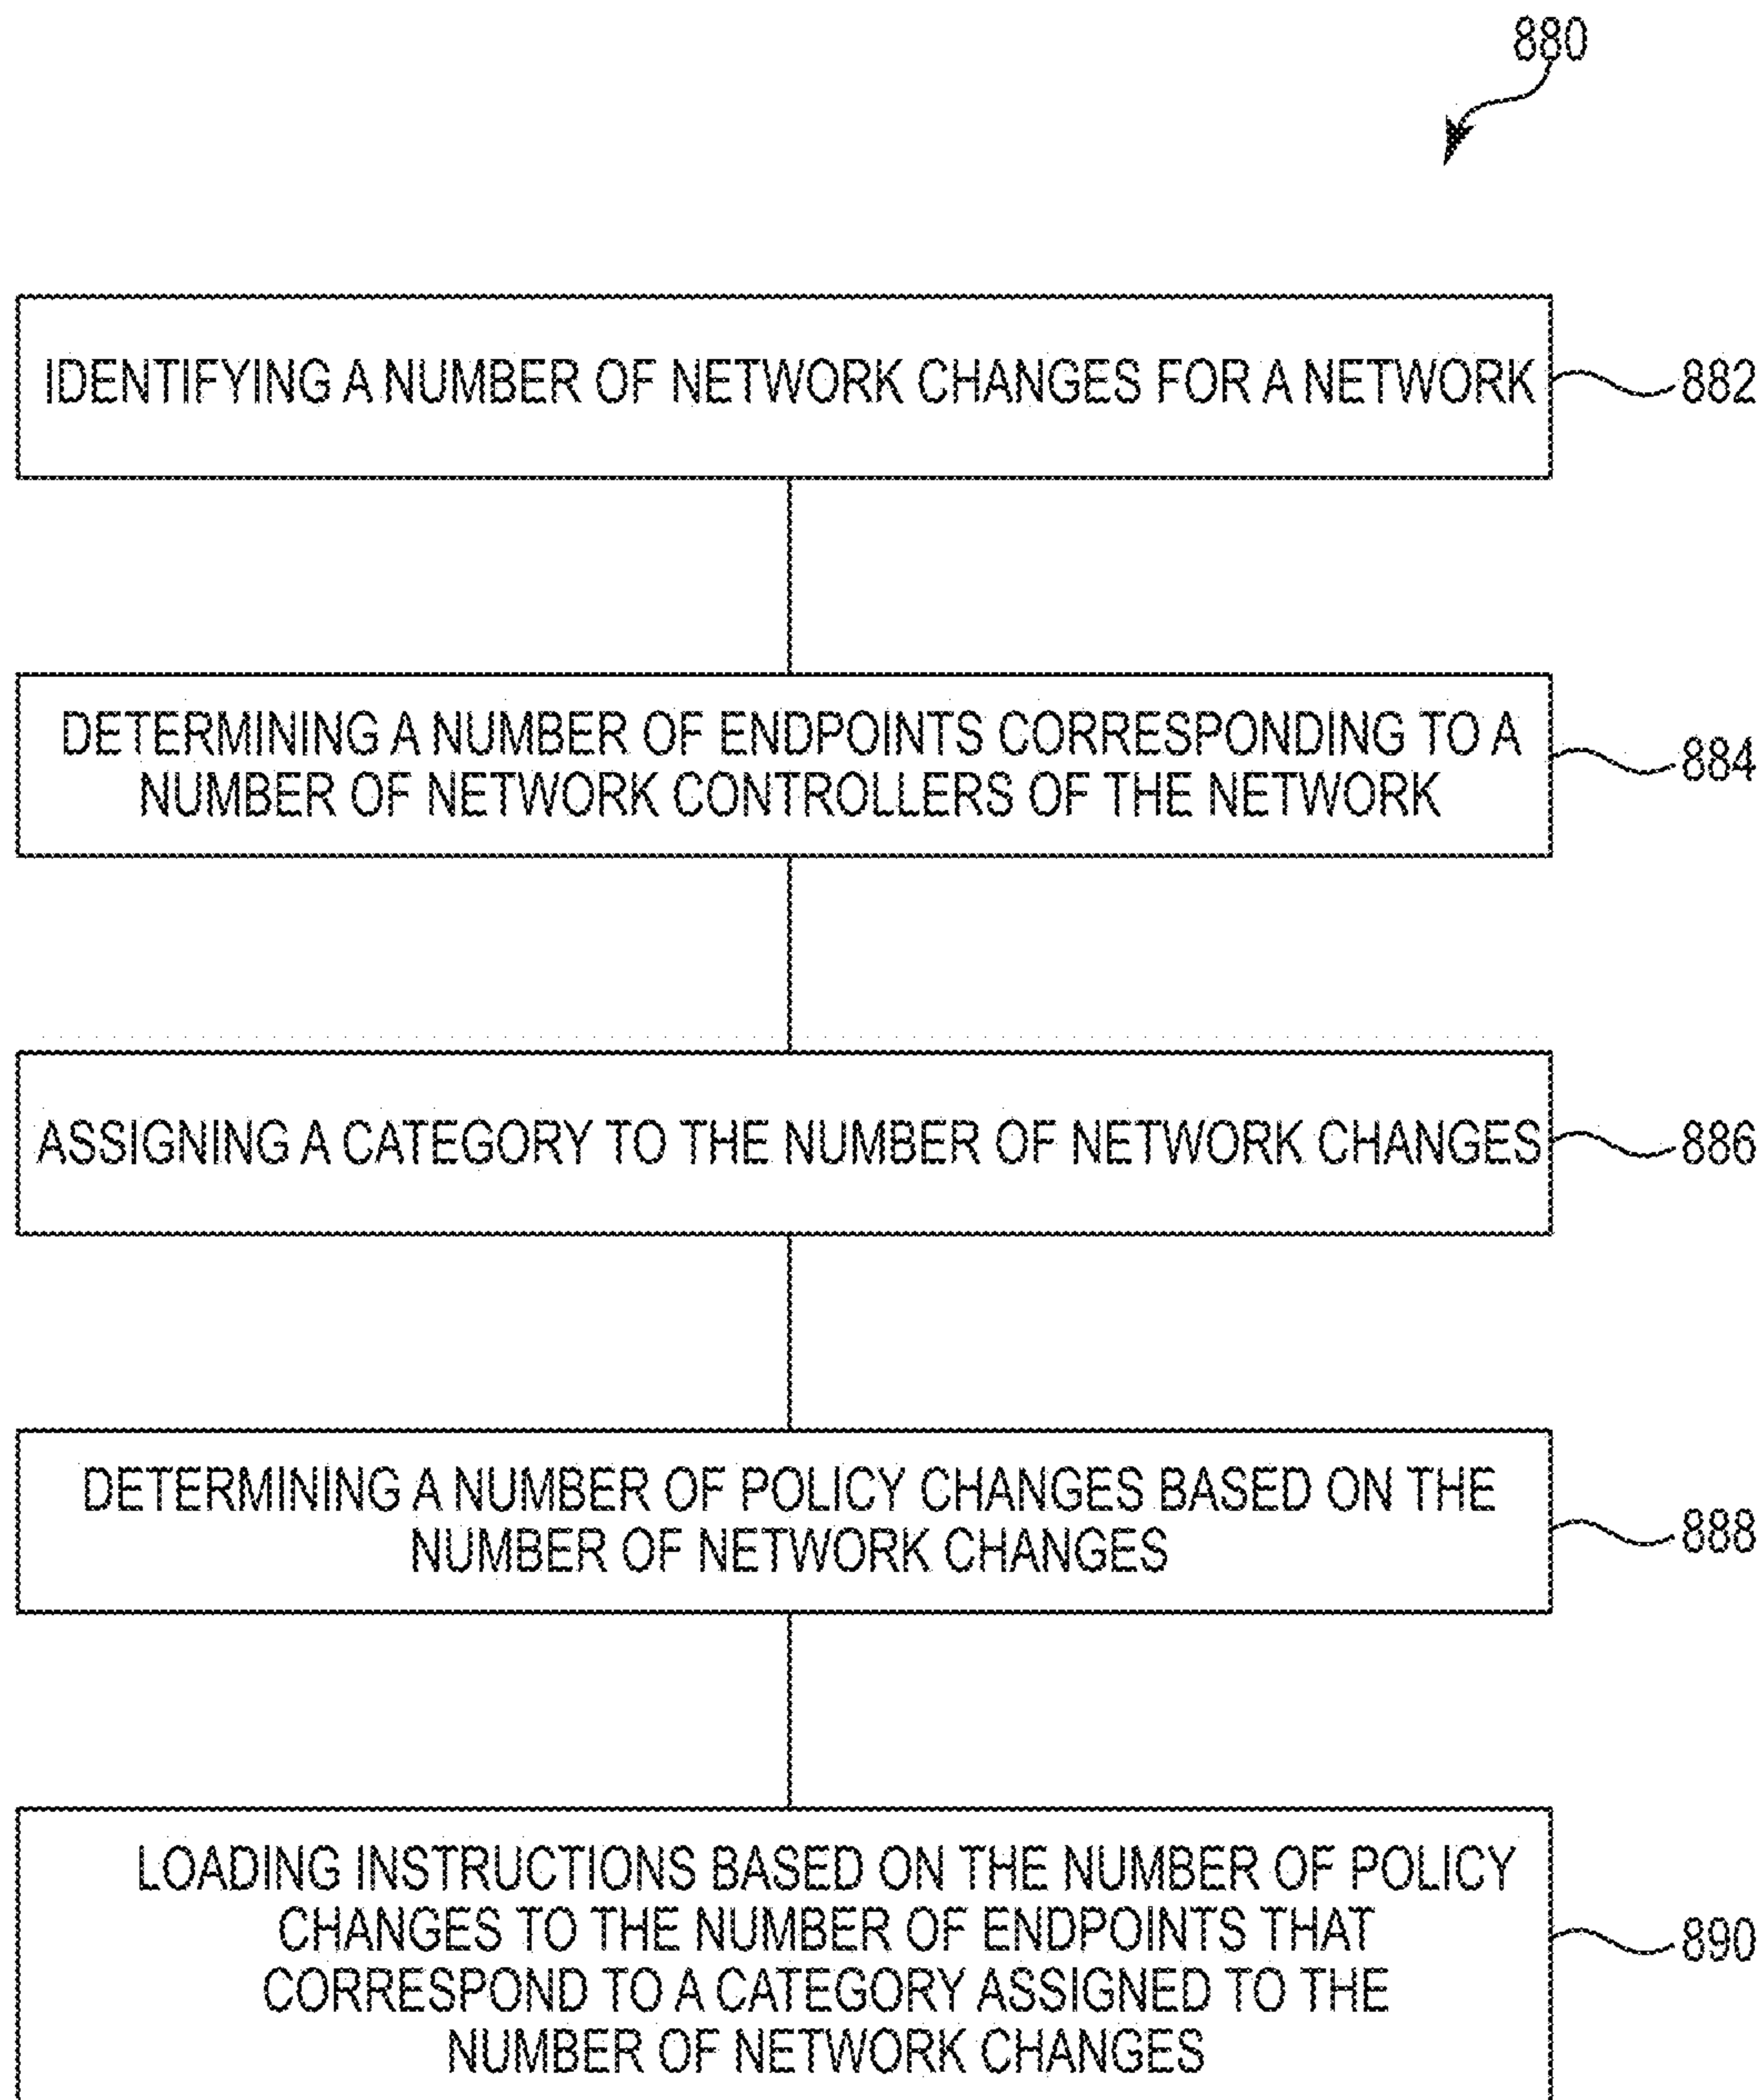 880
IDENTIFYING A NUMBER OF NETWORK CHANGES FOR A NETWORK
882
DETERMINING A NUMBER OF ENDPOINTS CORRESPONDING TO A
NUMBER OF NETWORK CONTROLLERS OF THE NETWORK
884
ASSIGNING A CATEGORY TO THE NUMBER OF NETWORK CHANGES
886
DETERMINING A NUMBER OF POLICY CHANGES BASED ON THE
NUMBER OF NETWORK CHANGES
888
LOADING INSTRUCTIONS BASED ON THE NUMBER OF POLICY
CHANGES TO THE NUMBER OF ENDPOINTS THAT
CORRESPOND TO A CATEGORY ASSIGNED TO THE
NUMBER OF NETWORK CHANGES
890